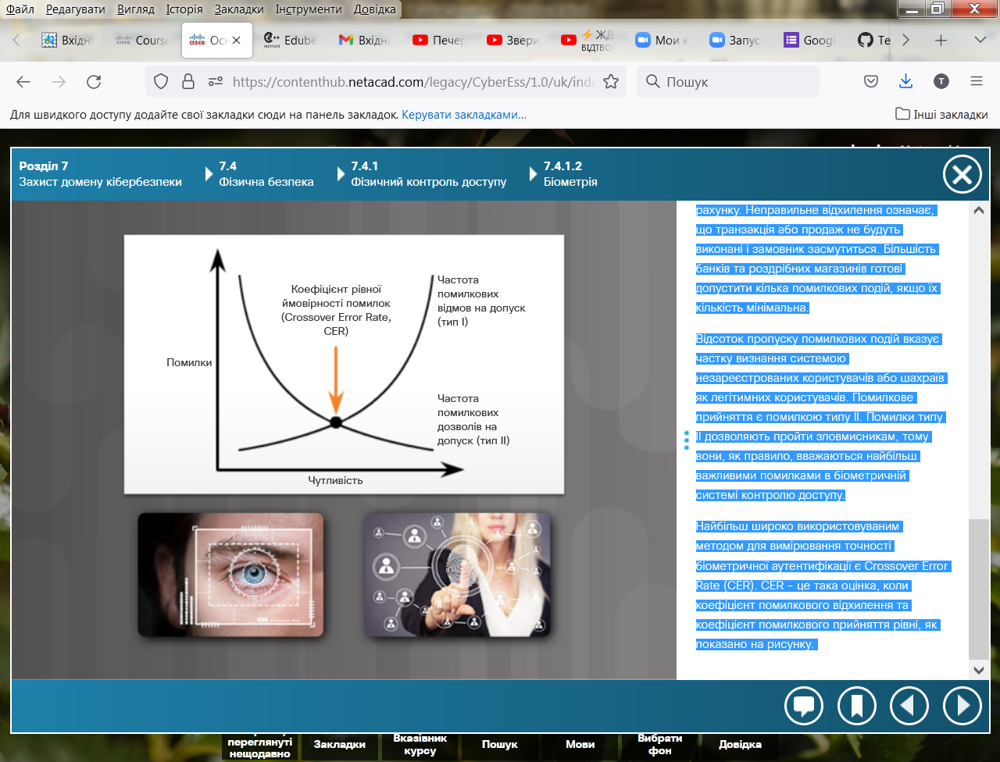 Файл Редагувати Вигляд Історія Закладки Інструменти Довідка
Вхідні Course Осн Edube Вхідні Печер Звери ⚡ЖД Мои к Запус Googl Те
ВІДТВО
https://contenthub.netacad.com/legacy/CyberEss/1.0/uk/inde
Пошук
T
Для швидкого доступу додайте свої закладки сюди на панель закладок. Керувати закладками...
Інші закладки
Розділ 7
Захист домену кібербезпеки
7.4
Фізична безпека
7.4.1
Фізичний контроль доступу
7.4.1.2
Біометрія
Коефіцієнт рівної
ймовірності помилок
(Crossover Error Rate,
CER)
Частота
помилкових
відмов на допуск
(тип I)
Помилки
Частота
помилкових
дозволів на
допуск (тип II)
Чутливість
рахунку. Неправильне відхилення означає,
що транзакція або продаж не будуть
виконані і замовник засмутиться. Більшість
банків та роздрібних магазинів готові
допустити кілька помилкових подій, якщо їх
кількість мінімальна.
Відсоток пропуску помилкових подій вказує
частку визнання системою
незареєстрованих користувачів або шахраїв
як легітимних користувачів. Помилкове
прийняття є помилкою типу II. Помилки типу
II дозволяють пройти зловмисникам, тому
вони, як правило, вважаються найбільш
важливими помилками в біометричній
системі контролю доступу.
Найбільш широко використовуваним
методом для вимірювання точності
біометричної аутентифікації є Crossover Error
Rate (CER). CER – це така оцінка, коли
коефіцієнт помилкового відхилення та
коефіцієнт помилкового прийняття рівні, як
показано на рисунку.
переглянуті
нещодавно
Закладки
Вказівник
курсу
Пошук
Мови
Вибрати
фон
Довідка